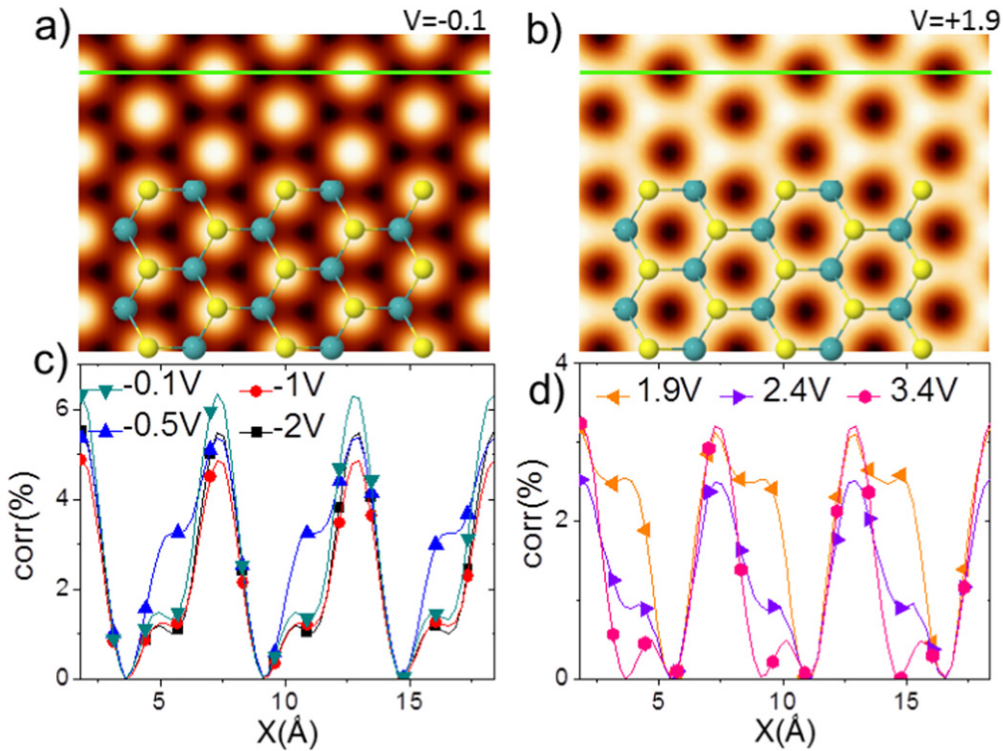 a) V=-0.1
b) V=+1.9
c)
-0.1V -1V
-0.5V -2V
corr(%)
6
4
2
0
5 10 15
X(Å)
d)
1.9V 2.4V 3.4V
corr(%)
4
2
0
5 10 15
X(Å)